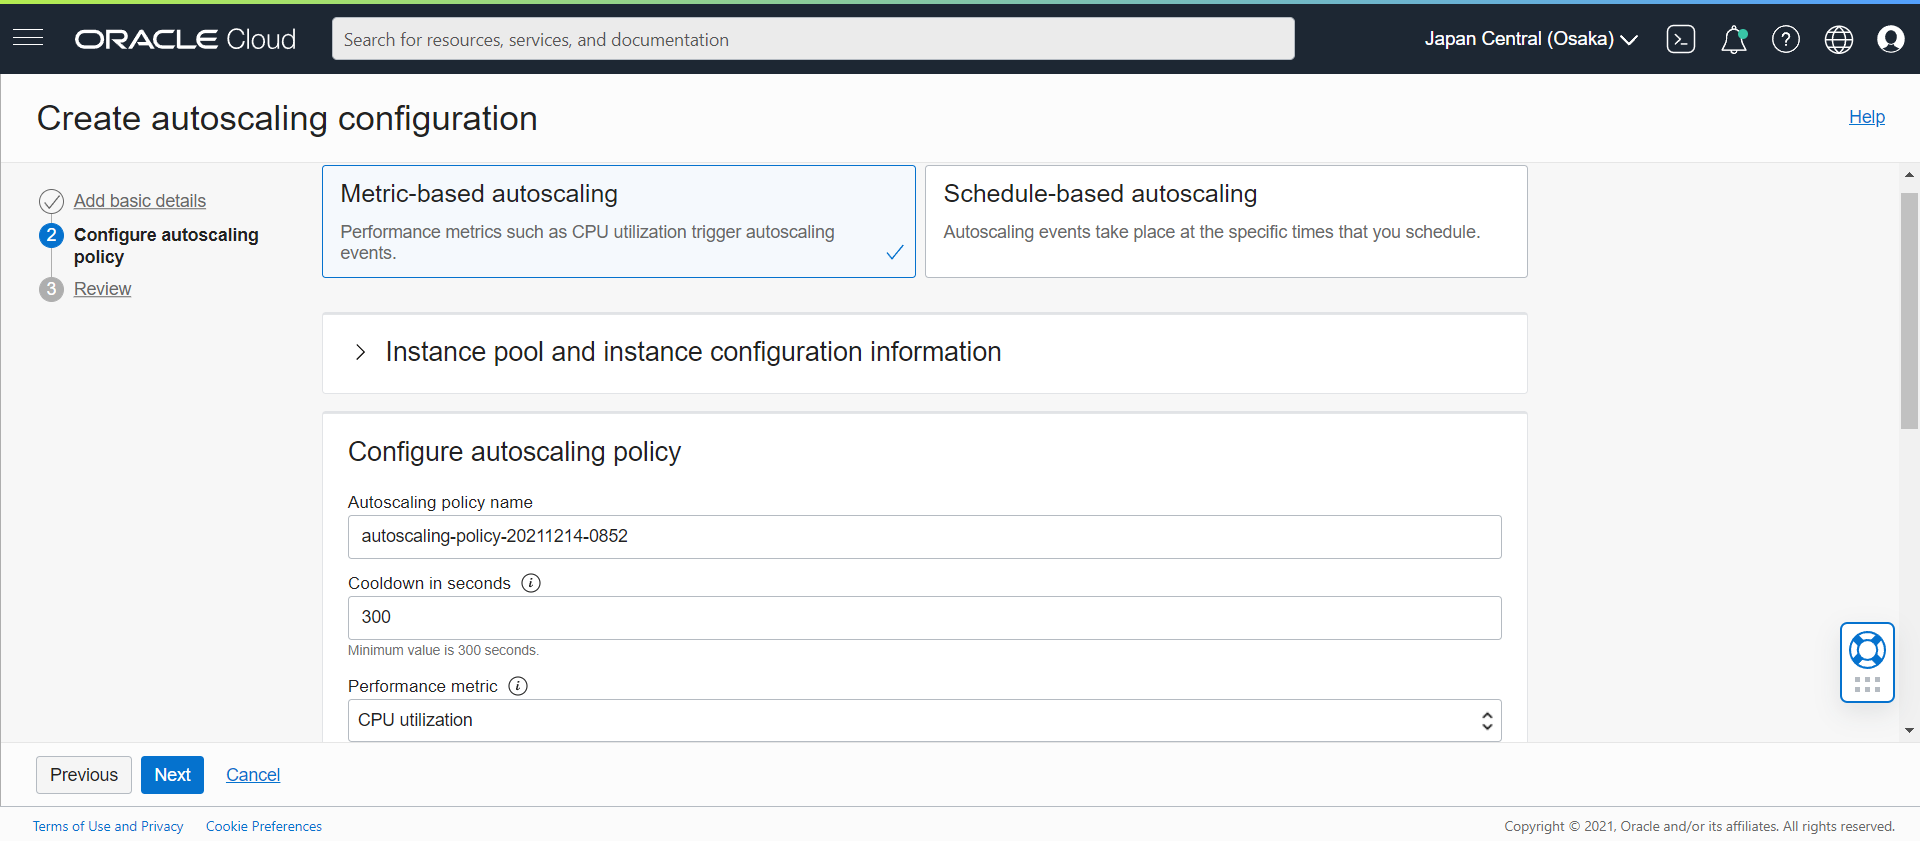 ORACLE Cloud
Search for resources, services, and documentation
Japan Central (Osaka)
Create autoscaling configuration
Help
Add basic details
2 Configure autoscaling
policy
3 Review
Metric-based autoscaling
Performance metrics such as CPU utilization trigger autoscaling
events.
Schedule-based autoscaling
Autoscaling events take place at the specific times that you schedule.
Instance pool and instance configuration information
Configure autoscaling policy
Autoscaling policy name
autoscaling-policy-20211214-0852
Cooldown in seconds
300
Minimum value is 300 seconds.
Performance metric
CPU utilization
Previous
Next
Cancel
Terms of Use and Privacy
Cookie Preferences
Copyright © 2021, Oracle and/or its affiliates. All rights reserved.